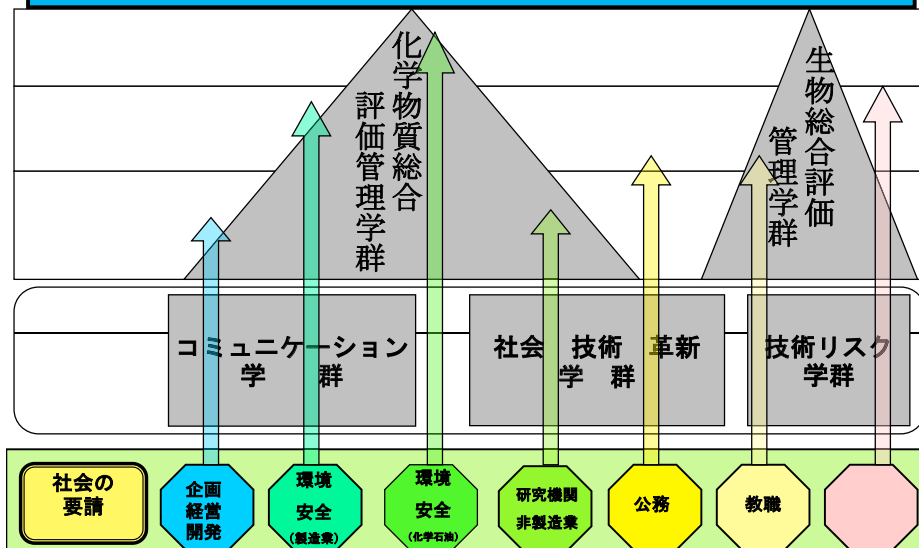 化学物質総合
評価管理学群
生物総合評価
管理学群
コミュニケーション
学　群
社会　技術　革新
学　群
技術リスク
学群
社会の
要請
企画
経営
開発
環境
安全
(製造業)
環境
安全
(化学石油)
研究機関
非製造業
公務
教職